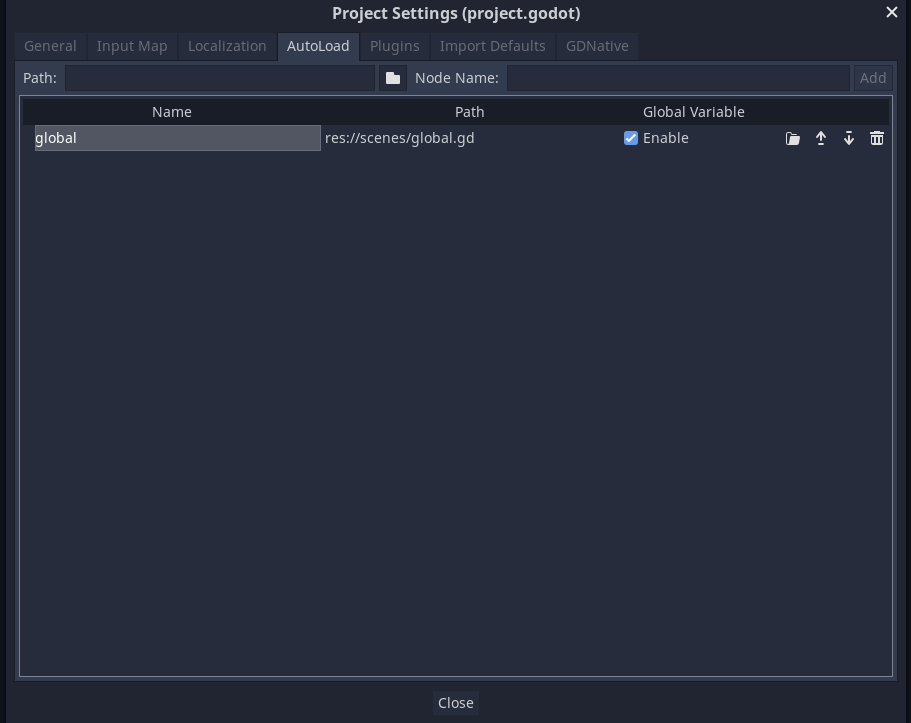 Project Settings (project.godot)
General Input Map Localization AutoLoad Plugins Import Defaults GDNative
Path: Node Name: Add
Name Path Global Variable
global res://scenes/global.gd Enable
Close